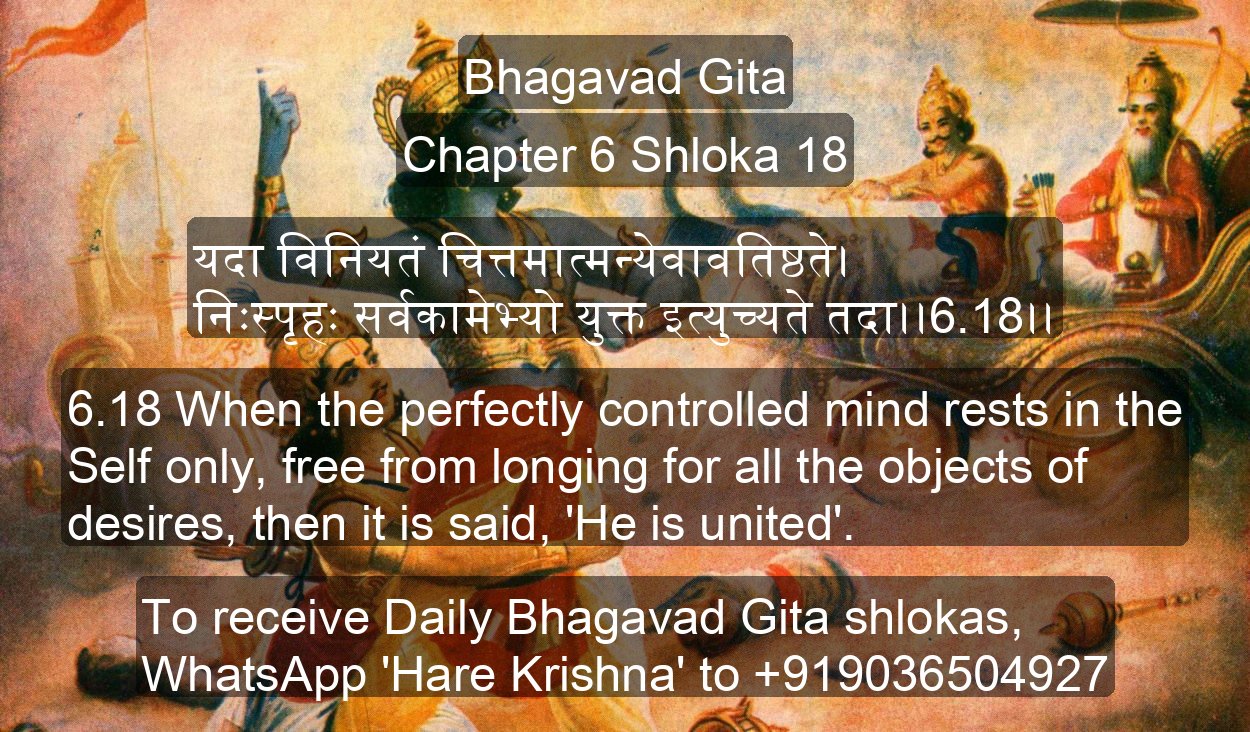 Bhagavad Gita
Chapter 6 Shloka 18
यदा विनियतं चित्तमात्मन्येवावतिष्ठते।
निःस्पृहः सर्वकामेभ्यो युक्त इत्युच्यते तदा।।6.18।।
6.18 When the perfectly controlled mind rests in the
Self only, free from longing for all the objects of
desires, then it is said, 'He is united'.
To receive Daily Bhagavad Gita shlokas,
WhatsApp 'Hare Krishna' to +919036504927